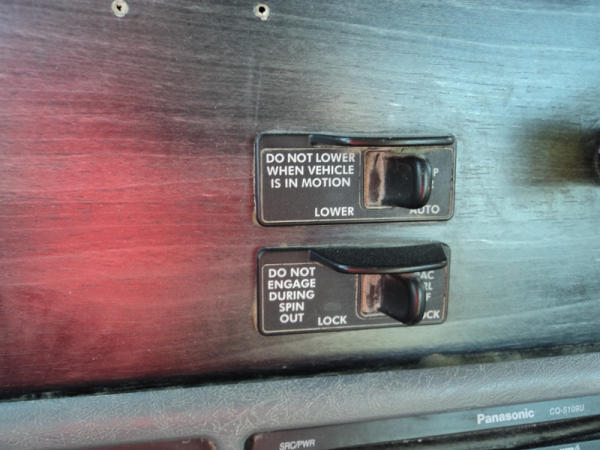 DO NOT LOWER
WHEN VEHICLE
IS IN MOTION
LOWER
AUTO
DO NOT
ENGAGE
DURING
SPIN
OUT
LOCK
Panasonic CQ-5109U
SRC/PWR